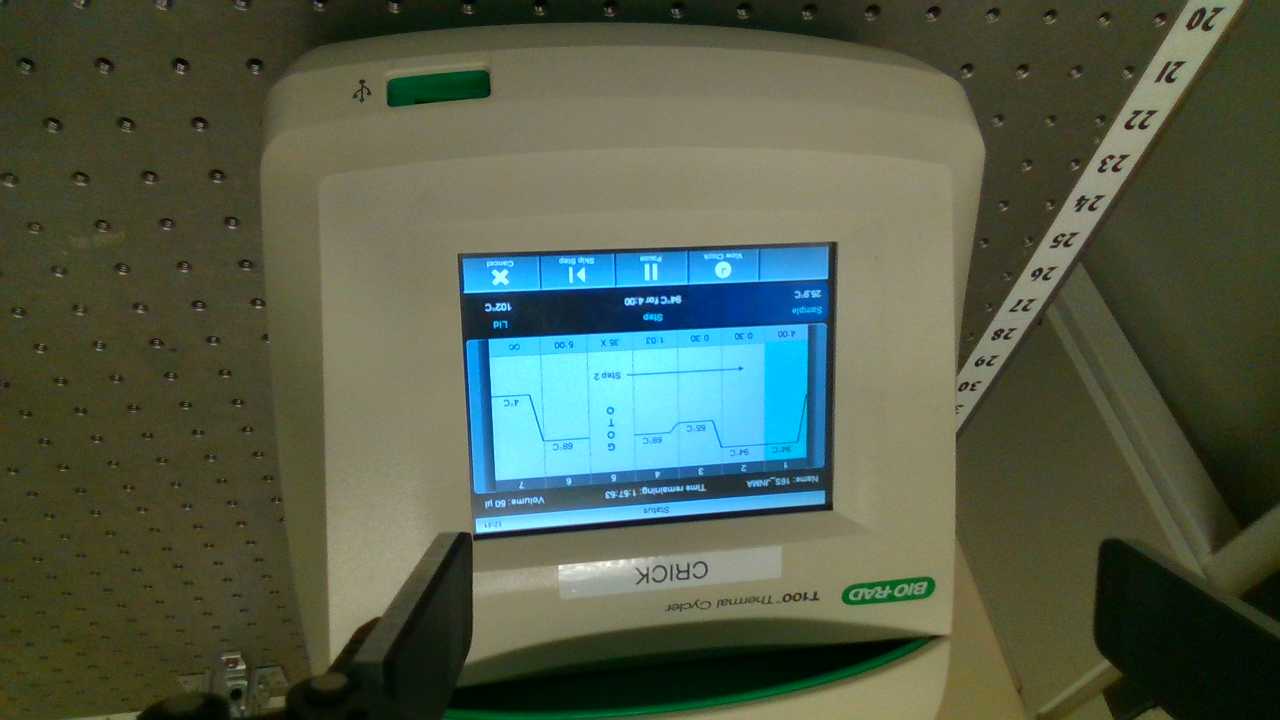 BIO-RAD
T100™ Thermal Cycler
CRICK
Status
Name: 16S_JNMA
Time remaining: 1:57:53
Volume: 50 µl
1 2 3 4 5 6 7
94°C 94°C 55°C 68°C GOTO 68°C 4°C
Step 2
4:00 0:30 0:30 1:03 35 X 5:00 ∞
Sample
Step
Lid
25.9°C
94°C for 4:00
102°C
View Clock
Pause
Skip Step
Cancel
20
21
22
23
24
25
26
27
28
29
30